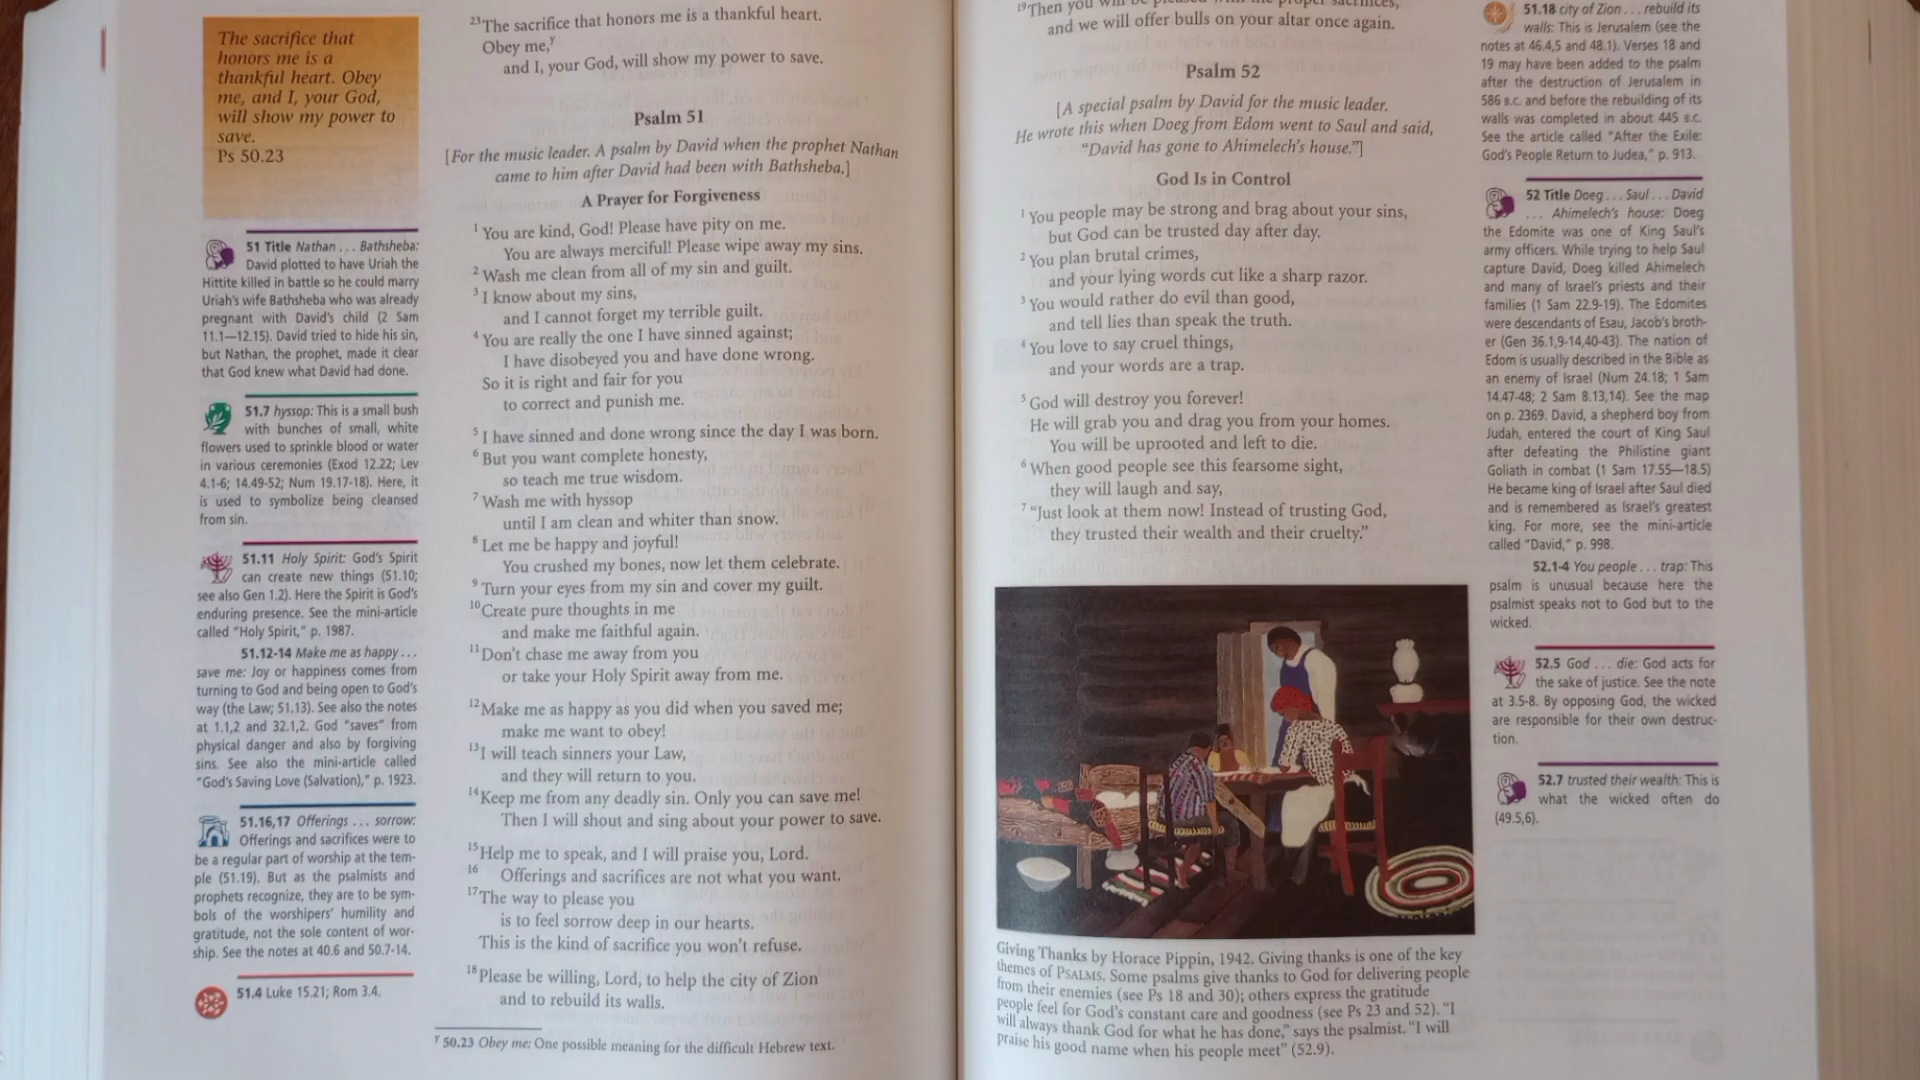 The sacrifice that
honors me is a
thankful heart. Obey
me, and I, your God,
will show my power to
save.
Ps 50.23
51 Title Nathan ... Bathsheba:
David plotted to have Uriah the
Hittite killed in battle so he could marry
Uriah's wife Bathsheba who was already
pregnant with David's child (2 Sam
11.1—12.15). David tried to hide his sin,
but Nathan, the prophet, made it clear
that God knew what David had done.
51.7 hyssop: This is a small bush
with bunches of small, white
flowers used to sprinkle blood or water
in various ceremonies (Exod 12.22; Lev
4.1-6; 14.49-52; Num 19.17-18). Here, it
is used to symbolize being cleansed
from sin.
51.11 Holy Spirit: God's Spirit
can create new things (51.10;
see also Gen 1.2). Here the Spirit is God's
enduring presence. See the mini-article
called "Holy Spirit," p. 1987.
51.12-14 Make me as happy ...
save me: Joy or happiness comes from
turning to God and being open to God's
way (the Law; 51.13). See also the notes
at 1.1,2 and 32.1,2. God "saves" from
physical danger and also by forgiving
sins. See also the mini-article called
"God's Saving Love (Salvation)," p. 1923.
51.16,17 Offerings ... sorrow:
Offerings and sacrifices were to
be a regular part of worship at the tem-
ple (51.19). But as the psalmists and
prophets recognize, they are to be sym-
bols of the worshipers' humility and
gratitude, not the sole content of wor-
ship. See the notes at 40.6 and 50.7-14.
51.4 Luke 15.21; Rom 3.4.
23 The sacrifice that honors me is a thankful heart.
Obey me,y
and I, your God, will show my power to save.
Psalm 51
[For the music leader. A psalm by David when the prophet Nathan
came to him after David had been with Bathsheba.]
A Prayer for Forgiveness
1 You are kind, God! Please have pity on me.
You are always merciful! Please wipe away my sins.
2 Wash me clean from all of my sin and guilt.
3 I know about my sins,
and I cannot forget my terrible guilt.
4 You are really the one I have sinned against;
I have disobeyed you and have done wrong.
So it is right and fair for you
to correct and punish me.
5 I have sinned and done wrong since the day I was born.
6 But you want complete honesty,
so teach me true wisdom.
7 Wash me with hyssop
until I am clean and whiter than snow.
8 Let me be happy and joyful!
You crushed my bones, now let them celebrate.
9 Turn your eyes from my sin and cover my guilt.
10 Create pure thoughts in me
and make me faithful again.
11 Don't chase me away from you
or take your Holy Spirit away from me.
12 Make me as happy as you did when you saved me;
make me want to obey!
13 I will teach sinners your Law,
and they will return to you.
14 Keep me from any deadly sin. Only you can save me!
Then I will shout and sing about your power to save.
15 Help me to speak, and I will praise you, Lord.
16 Offerings and sacrifices are not what you want.
17 The way to please you
is to feel sorrow deep in our hearts.
This is the kind of sacrifice you won't refuse.
18 Please be willing, Lord, to help the city of Zion
and to rebuild its walls.
y 50.23 Obey me: One possible meaning for the difficult Hebrew text.
19 Then you will be pleased with the proper sacrifices,
and we will offer bulls on your altar once again.
Psalm 52
[A special psalm by David for the music leader.
He wrote this when Doeg from Edom went to Saul and said,
"David has gone to Ahimelech's house."]
God Is in Control
1 You people may be strong and brag about your sins,
but God can be trusted day after day.
2 You plan brutal crimes,
and your lying words cut like a sharp razor.
3 You would rather do evil than good,
and tell lies than speak the truth.
4 You love to say cruel things,
and your words are a trap.
5 God will destroy you forever!
He will grab you and drag you from your homes.
You will be uprooted and left to die.
6 When good people see this fearsome sight,
they will laugh and say,
7 "Just look at them now! Instead of trusting God,
they trusted their wealth and their cruelty."
Giving Thanks by Horace Pippin, 1942. Giving thanks is one of the key
themes of PSALMS. Some psalms give thanks to God for delivering people
from their enemies (see Ps 18 and 30); others express the gratitude
people feel for God's constant care and goodness (see Ps 23 and 52). "I
will always thank God for what he has done," says the psalmist. "I will
praise his good name when his people meet" (52.9).
51.18 city of Zion ... rebuild its
walls: This is Jerusalem (see the
notes at 46.4,5 and 48.1). Verses 18 and
19 may have been added to the psalm
after the destruction of Jerusalem in
586 B.C. and before the rebuilding of its
walls was completed in about 445 B.C.
See the article called "After the Exile:
God's People Return to Judea," p. 913.
52 Title Doeg ... Saul ... David
... Ahimelech's house: Doeg
the Edomite was one of King Saul's
army officers. While trying to help Saul
capture David, Doeg killed Ahimelech
and many of Israel's priests and their
families (1 Sam 22.9-19). The Edomites
were descendants of Esau, Jacob's broth-
er (Gen 36.1,9-14,40-43). The nation of
Edom is usually described in the Bible as
an enemy of Israel (Num 24.18; 1 Sam
14.47-48; 2 Sam 8.13,14). See the map
on p. 2369. David, a shepherd boy from
Judah, entered the court of King Saul
after defeating the Philistine giant
Goliath in combat (1 Sam 17.55—18.5)
He became king of Israel after Saul died
and is remembered as Israel's greatest
king. For more, see the mini-article
called "David," p. 998.
52.1-4 You people ... trap: This
psalm is unusual because here the
psalmist speaks not to God but to the
wicked.
52.5 God ... die: God acts for
the sake of justice. See the note
at 3.5-8. By opposing God, the wicked
are responsible for their own destruc-
tion.
52.7 trusted their wealth: This is
what the wicked often do
(49.5,6).